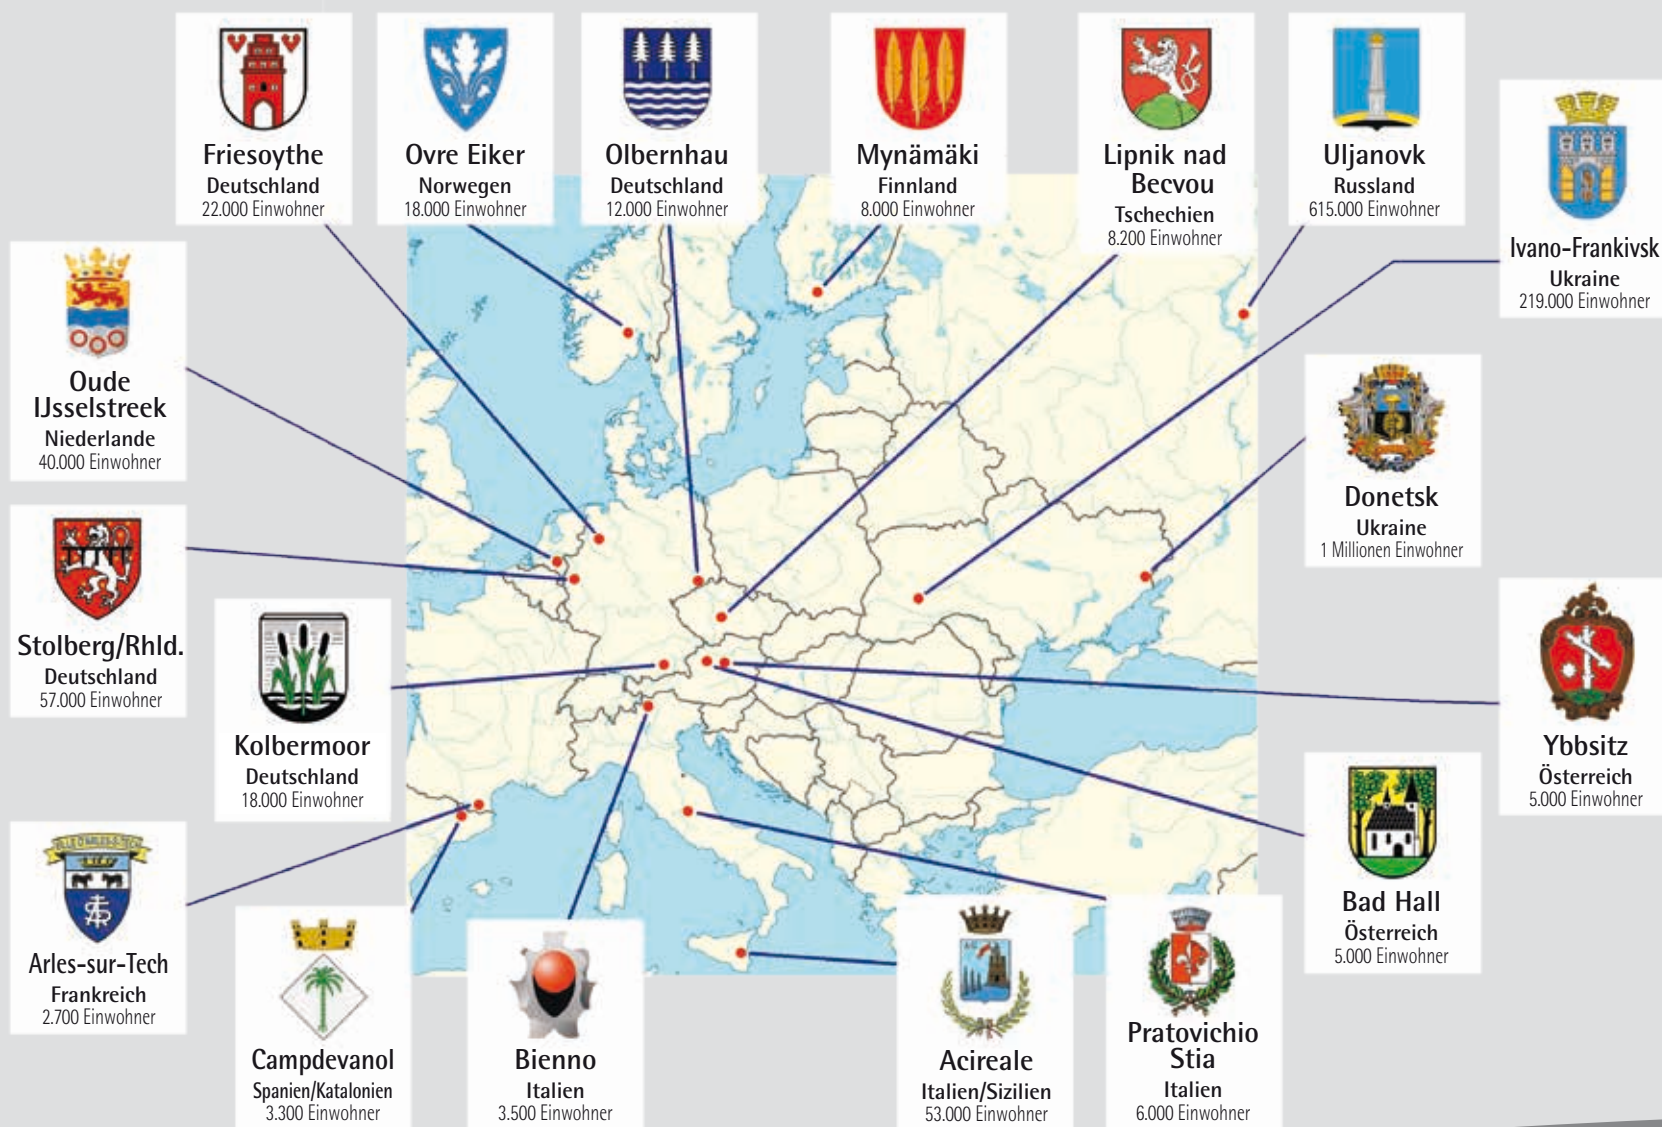 Friesoythe
Deutschland
22.000 Einwohner
Ovre Eiker
Norwegen
18.000 Einwohner
Olbernhau
Deutschland
12.000 Einwohner
Mynämäki
Finnland
8.000 Einwohner
Lipnik nad
Becvou
Tschechien
8.200 Einwohner
Uljanovk
Russland
615.000 Einwohner
Ivano-Frankivsk
Ukraine
219.000 Einwohner
Oude
IJsselstreek
Niederlande
40.000 Einwohner
Donetsk
Ukraine
1 Millionen Einwohner
Stolberg/Rhld.
Deutschland
57.000 Einwohner
Kolbermoor
Deutschland
18.000 Einwohner
Ybbsitz
Österreich
5.000 Einwohner
Bad Hall
Österreich
5.000 Einwohner
Arles-sur-Tech
Frankreich
2.700 Einwohner
Campdevanol
Spanien/Katalonien
3.300 Einwohner
Bienno
Italien
3.500 Einwohner
Acireale
Italien/Sizilien
53.000 Einwohner
Pratovichio
Stia
Italien
6.000 Einwohner